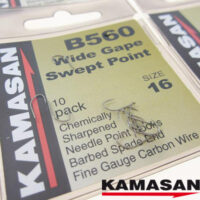 KAMASAN
B560
Wide Gape
Swept Point
SIZE
16
10
pack
Chemically
Sharpened
Needle Point Hooks
Barbed Spade End
Fine Gauge Carbon Wire
KAMASAN